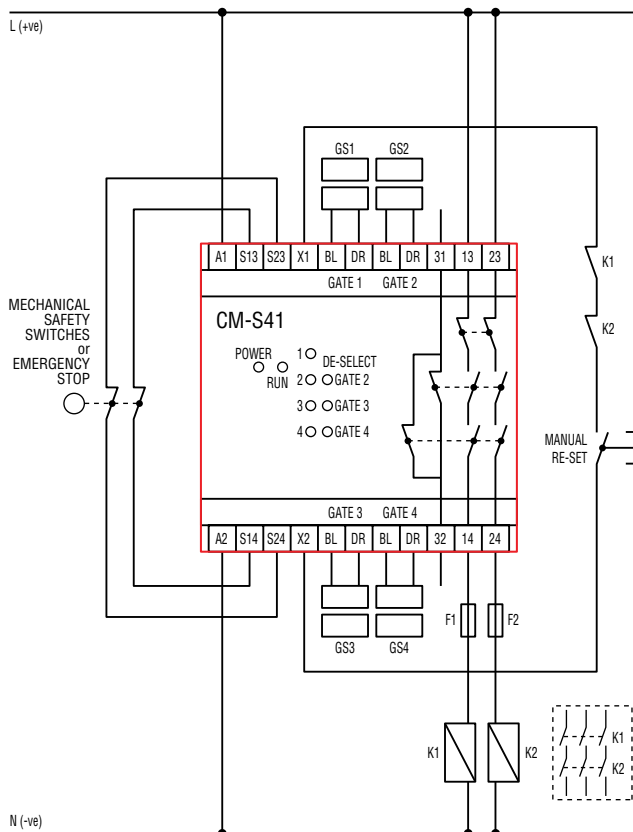 L (+ve)
GS1 GS2
A1 S13 S23 X1 BL DR BL DR 31 13 23
GATE 1 GATE 2
K1
MECHANICAL
SAFETY
SWITCHES
or
EMERGENCY
STOP
CM-S41
K2
POWER
RUN
1
DE-SELECT
2 GATE 2
3 GATE 3
4 GATE 4
MANUAL
RE-SET
GATE 3 GATE 4
A2 S14 S24 X2 BL DR BL DR 32 14 24
F1 F2
GS3 GS4
K1 K2
K1
K2
N (-ve)